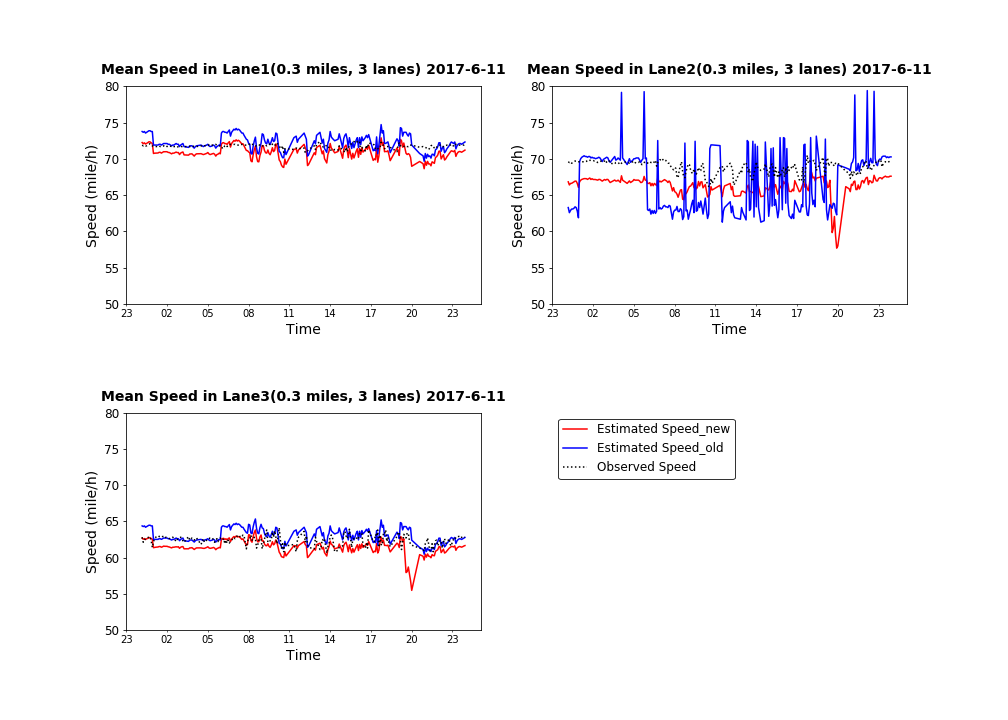 Mean Speed in Lane1(0.3 miles, 3 lanes) 2017-6-11
80
75
70
65
60
55
50
Speed (mile/h)
23 02 05 08 11 14 17 20 23
Time
Mean Speed in Lane2(0.3 miles, 3 lanes) 2017-6-11
80
75
70
65
60
55
50
Speed (mile/h)
23 02 05 08 11 14 17 20 23
Time
Mean Speed in Lane3(0.3 miles, 3 lanes) 2017-6-11
80
75
70
65
60
55
50
Speed (mile/h)
23 02 05 08 11 14 17 20 23
Time
Estimated Speed_new
Estimated Speed_old
Observed Speed